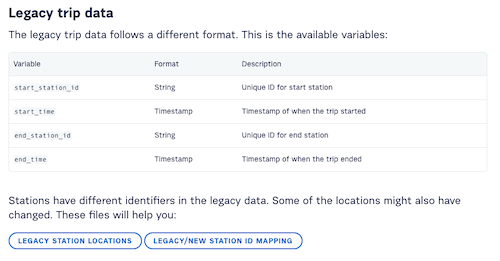 Legacy trip data
The legacy trip data follows a different format. This is the available variables:
Variable Format Description
start_station_id String Unique ID for start station
start_time Timestamp Timestamp of when the trip started
end_station_id String Unique ID for end station
end_time Timestamp Timestamp of when the trip ended
Stations have different identifiers in the legacy data. Some of the locations might also have
changed. These files will help you:
LEGACY STATION LOCATIONS LEGACY/NEW STATION ID MAPPING